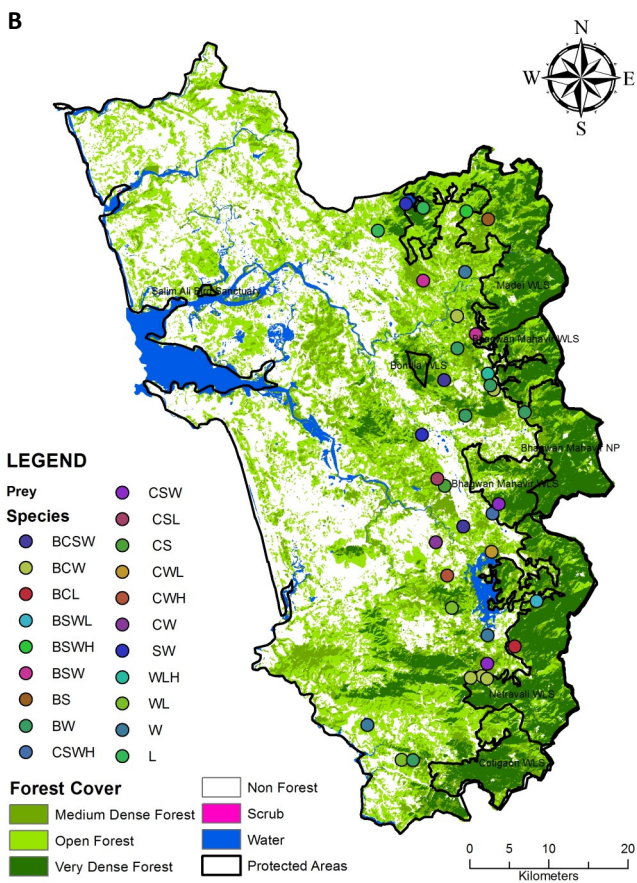 B
N
W E
S
Salim Ali Bird Sanctuary
Madei WLS
Bhagwan Mahavir WLS
Bondla WLS
Bhagwan Mahavir NP
Bhagwan Mahavir WLS
Netravali WLS
Cotigaon WLS
LEGEND
Prey
Species
BCSW
BCW
BCL
BSWL
BSWH
BSW
BS
BW
CSWH
CSW
CSL
CS
CWL
CWH
CW
SW
WLH
WL
W
L
Forest Cover
Medium Dense Forest
Open Forest
Very Dense Forest
Non Forest
Scrub
Water
Protected Areas
0 5 10 20
Kilometers